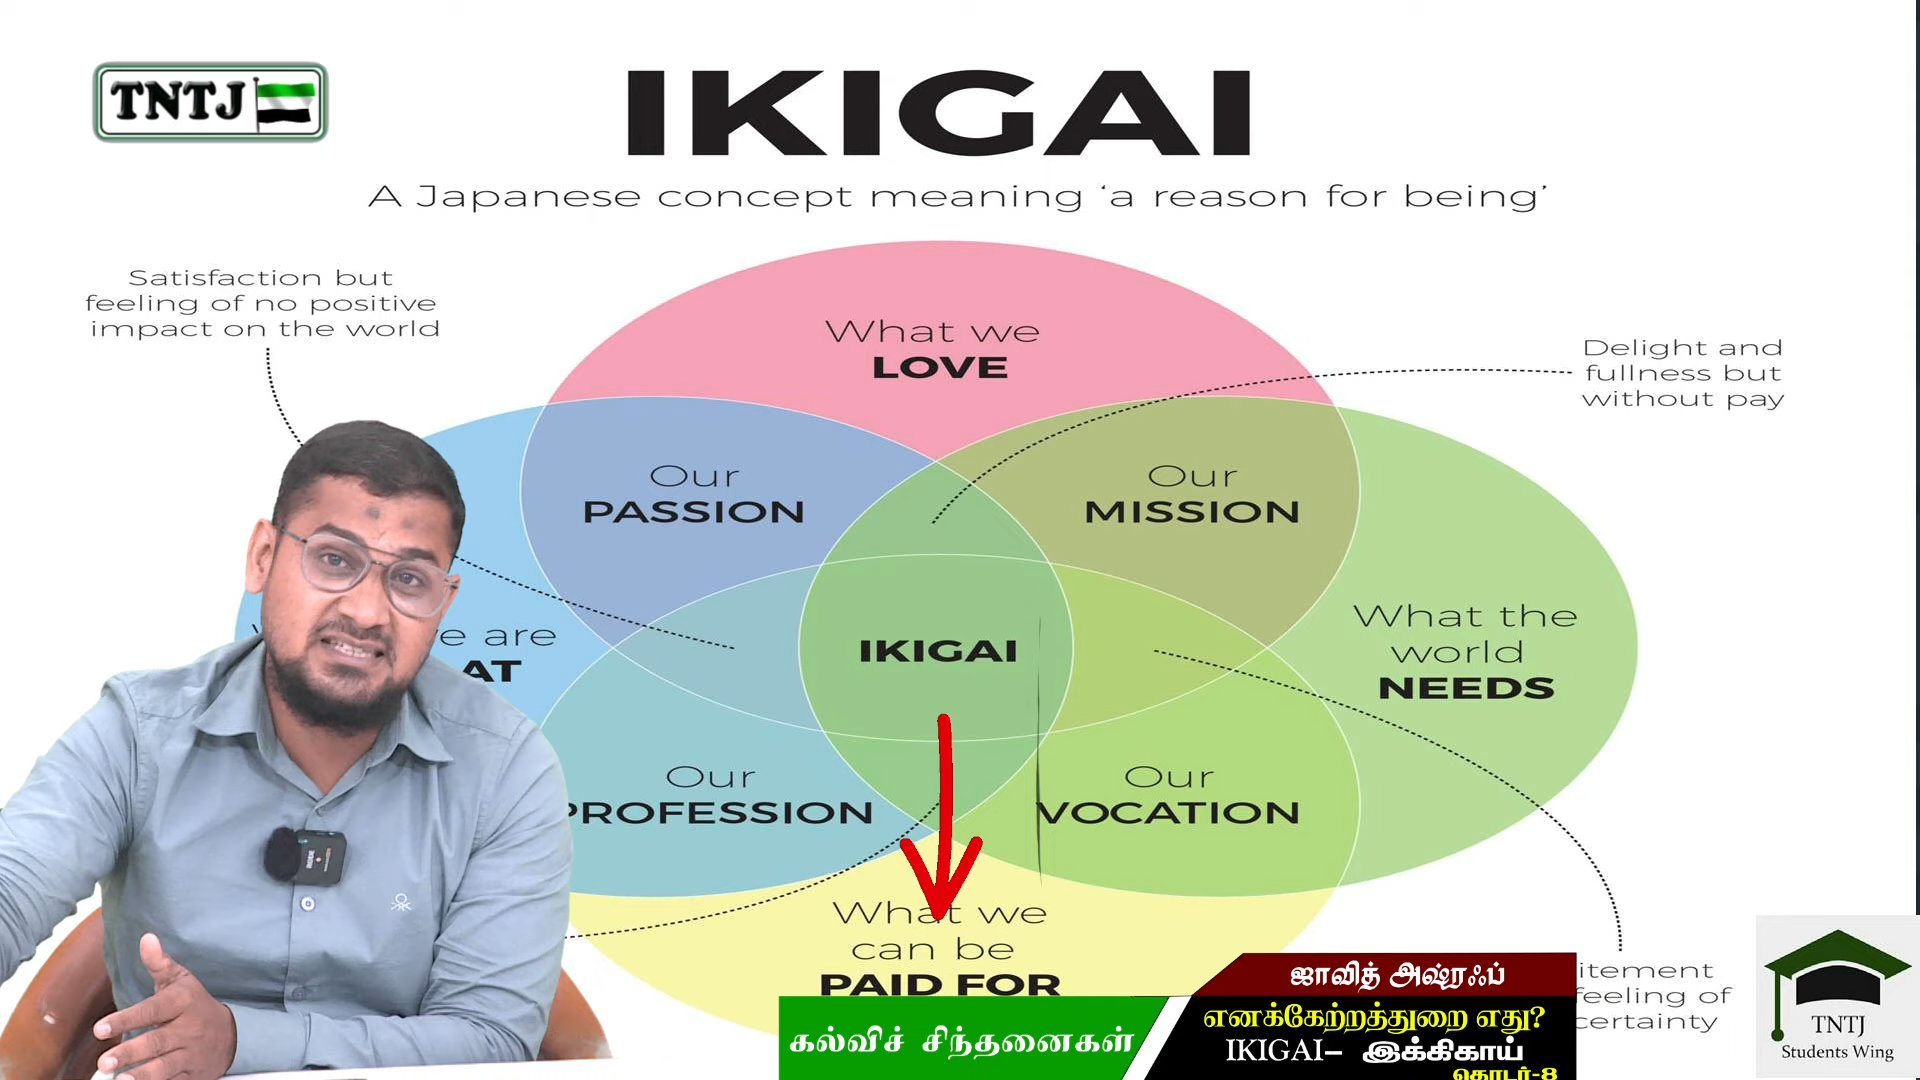 TNTJ
IKIGAI
A Japanese concept meaning ‘a reason for being’
Satisfaction but
feeling of no positive
impact on the world
Delight and
fullness but
without pay
What we
LOVE
Our
PASSION
Our
MISSION
we are
AT
IKIGAI
What the
world
NEEDS
Our
PROFESSION
Our
VOCATION
What we
can be
PAID FOR
feeling of
certainty
ஜாவித் அஷ்ரஃப்
கல்விச் சிந்தனைகள்
எனக்கேற்றத்துறை எது?
IKIGAI– இக்கிகாய்
தொடர்-8
TNTJ
Students Wing